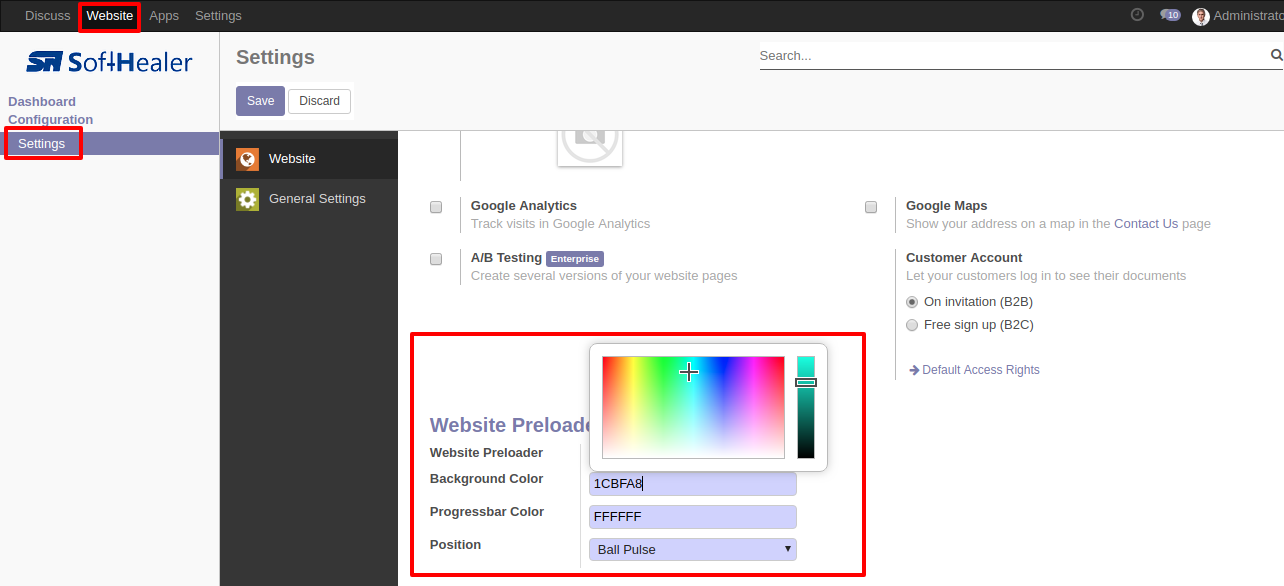 Discuss Website Apps Settings 10 Administrato
SoftHealer
Dashboard
Configuration
Settings
Settings
Search...
Save Discard
Website
General Settings
Google Analytics
Track visits in Google Analytics
A/B Testing Enterprise
Create several versions of your website pages
Google Maps
Show your address on a map in the Contact Us page
Customer Account
Let your customers log in to see their documents
On invitation (B2B)
Free sign up (B2C)
Default Access Rights
Website Preloade
Website Preloader
Background Color 1CBFA8
Progressbar Color FFFFFF
Position Ball Pulse